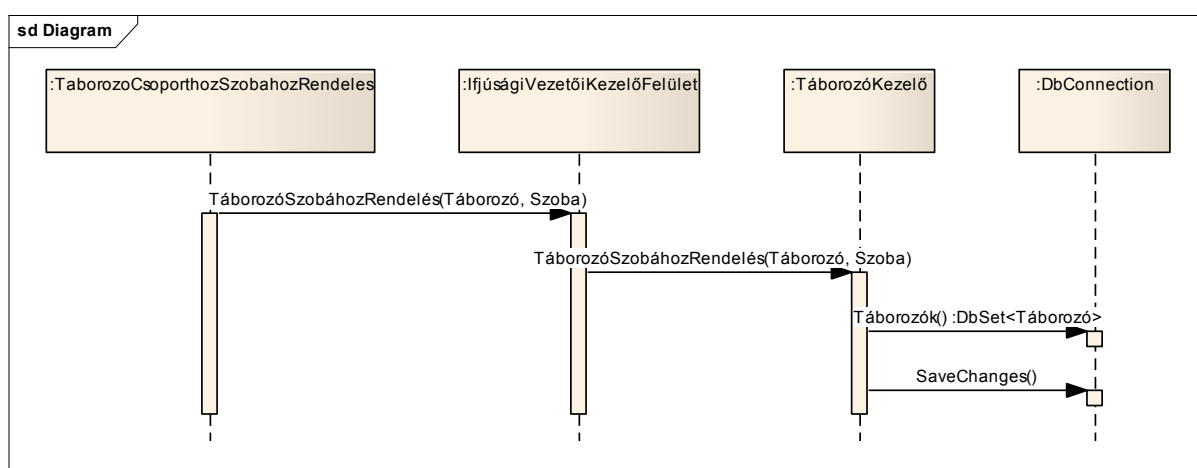 sd Diagram
:TaborozoCsoporthozSzobahozRendeles
:IfjúságiVezetőiKezelőFelület
:TáborozóKezelő
:DbConnection
TáborozóSzobáhozRendelés(Táborozó, Szoba)
TáborozóSzobáhozRendelés(Táborozó, Szoba)
Táborozók() :DbSet<Táborozó>
SaveChanges()